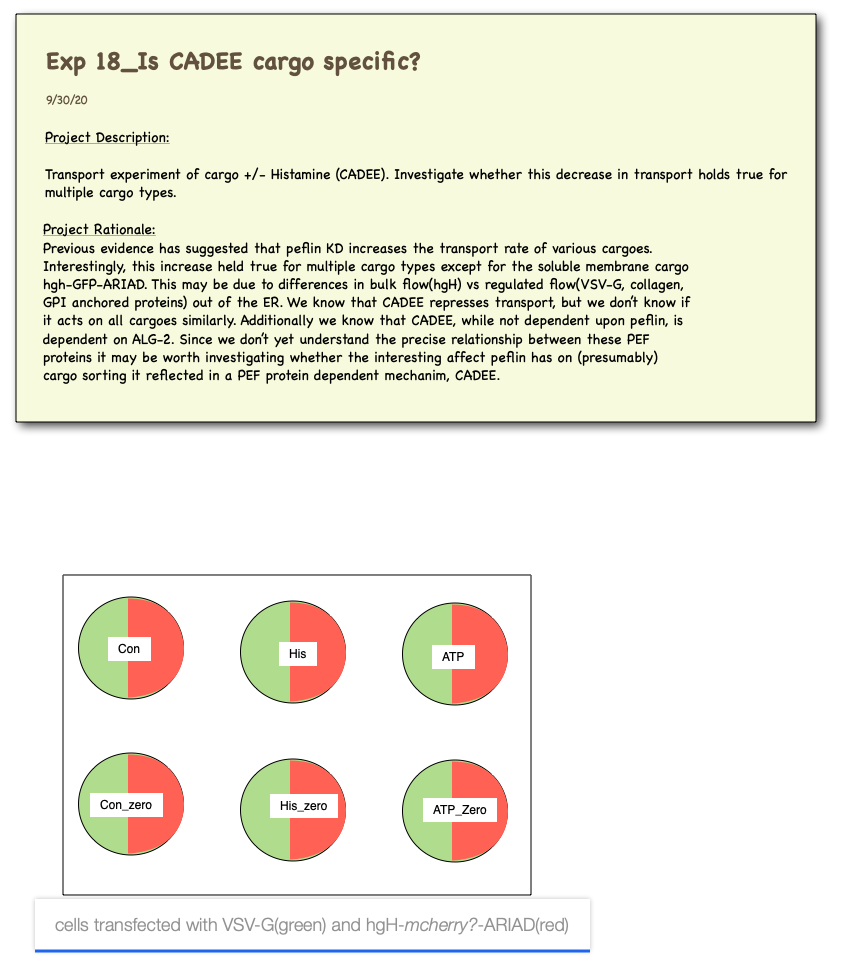 Exp 18_Is CADEE cargo specific?
9/30/20
Project Description:
Transport experiment of cargo +/- Histamine (CADEE). Investigate whether this decrease in transport holds true for
multiple cargo types.
Project Rationale:
Previous evidence has suggested that peflin KD increases the transport rate of various cargoes.
Interestingly, this increase held true for multiple cargo types except for the soluble membrane cargo
hgh-GFP-ARIAD. This may be due to differences in bulk flow(hgH) vs regulated flow(VSV-G, collagen,
GPI anchored proteins) out of the ER. We know that CADEE represses transport, but we don't know if
it acts on all cargoes similarly. Additionally we know that CADEE, while not dependent upon peflin, is
dependent on ALG-2. Since we don't yet understand the precise relationship between these PEF
proteins it may be worth investigating whether the interesting affect peflin has on (presumably)
cargo sorting it reflected in a PEF protein dependent mechanim, CADEE.
Con
His
ATP
Con_zero
His_zero
ATP_Zero
cells transfected with VSV-G(green) and hgH-mcherry?-ARIAD(red)